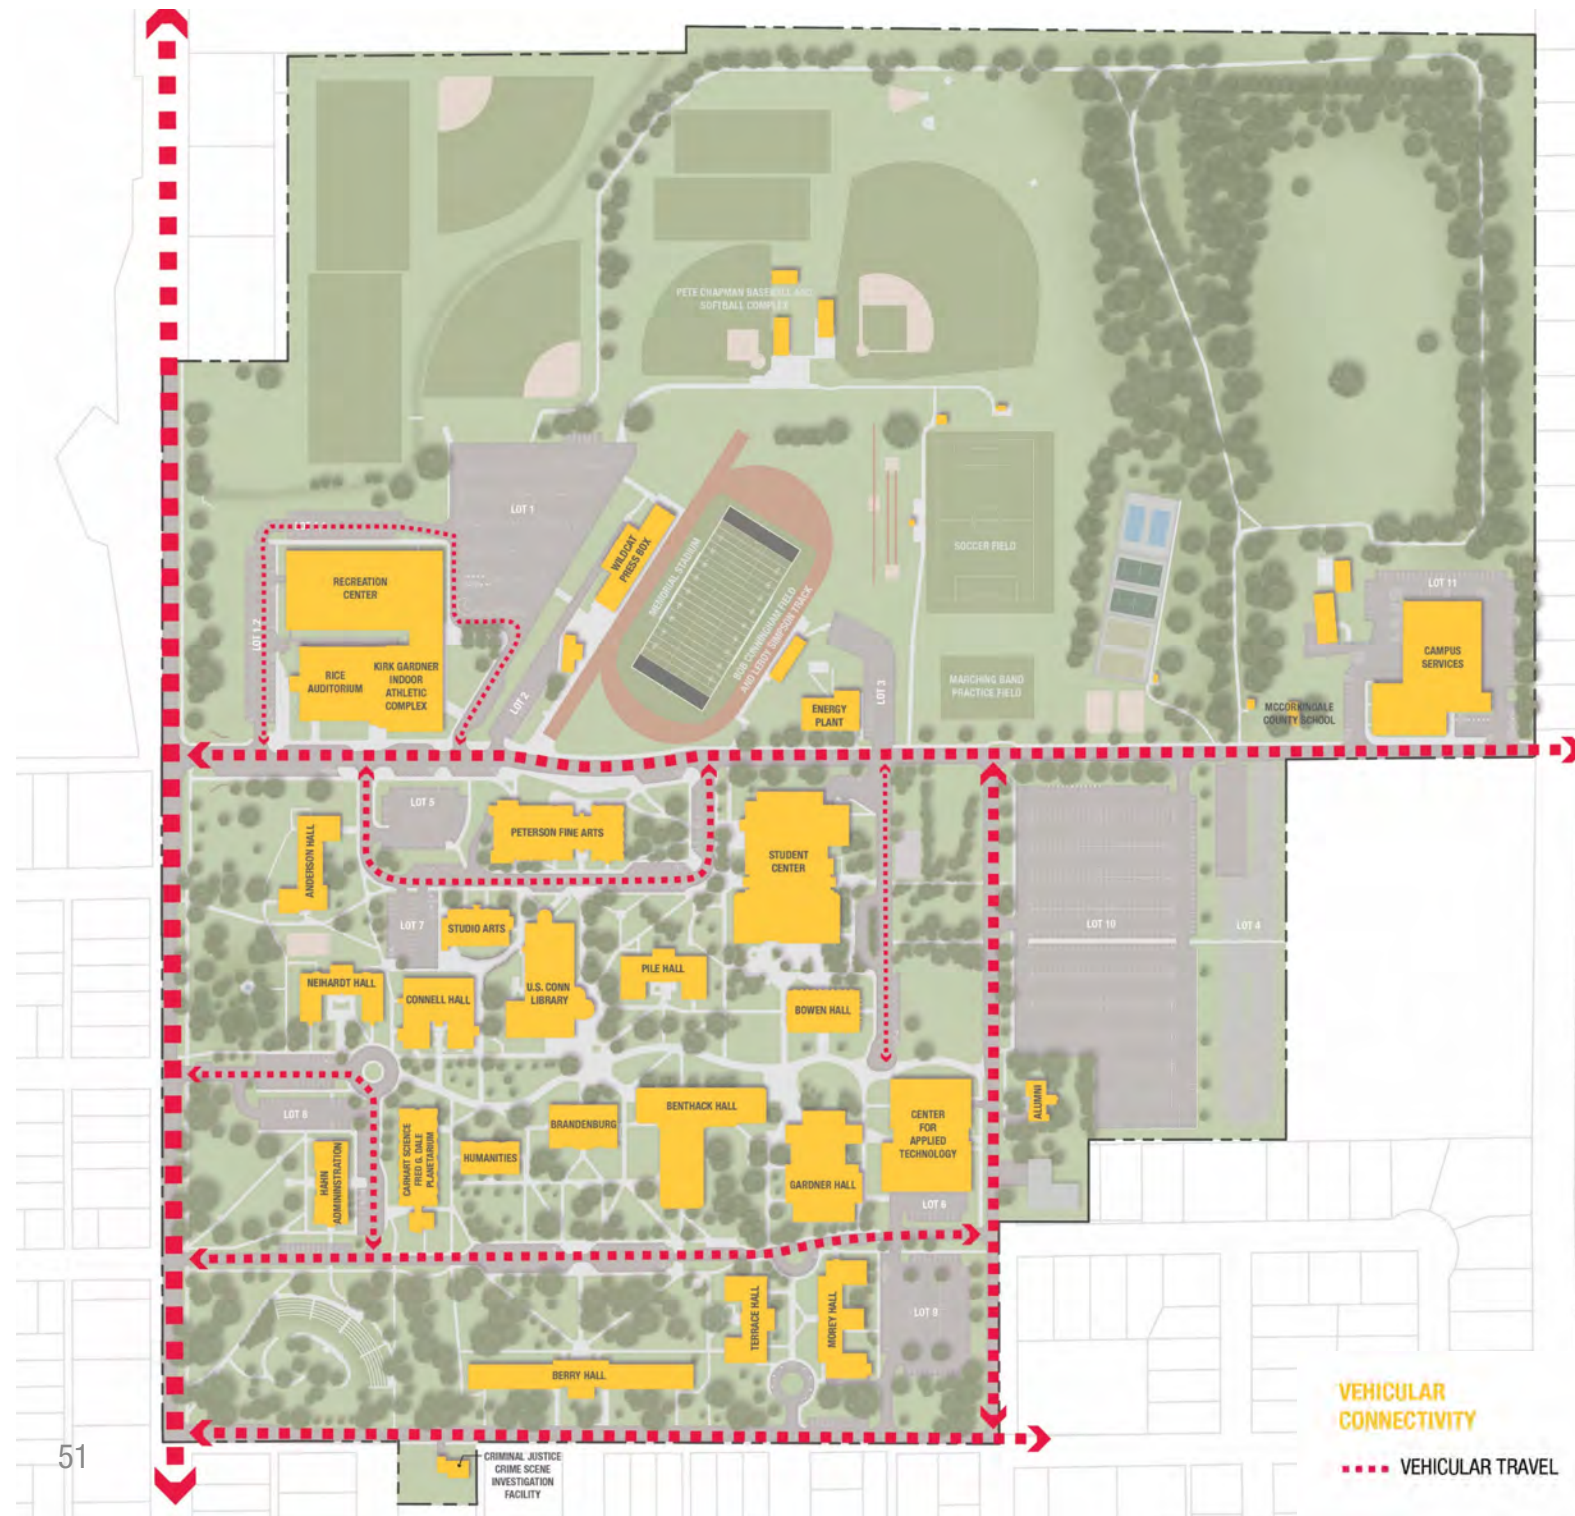 PETE CHAPMAN BASEBALL AND
SOFTBALL COMPLEX
LOT 1
WILDCAT
PRESS BOX
MEMORIAL STADIUM
BOB CUNNINGHAM FIELD
AND LEROY SIMPSON TRACK
SOCCER FIELD
RECREATION
CENTER
LOT 11
RICE
AUDITORIUM
KIRK GARDNER
INDOOR
ATHLETIC
COMPLEX
LOT 2
ENERGY
PLANT
LOT 3
MARCHING BAND
PRACTICE FIELD
MCCORKINDALE
COUNTY SCHOOL
CAMPUS
SERVICES
LOT 5
PETERSON FINE ARTS
ANDERSON HALL
STUDENT
CENTER
LOT 7
STUDIO ARTS
LOT 10
LOT 4
NEIHARDT HALL
CONNELL HALL
U.S. CONN
LIBRARY
PILE HALL
BOWEN HALL
LOT 8
HAHN
ADMININSTRATION
CARHART SCIENCE
FRED G. DALE
PLANETARIUM
HUMANITIES
BRANDENBURG
BENTHACK HALL
GARDNER HALL
CENTER
FOR
APPLIED
TECHNOLOGY
LOT 6
ALUMNI
TERRACE HALL
MOREY HALL
LOT 9
BERRY HALL
CRIMINAL JUSTICE
CRIME SCENE
INVESTIGATION
FACILITY
51
VEHICULAR
CONNECTIVITY
VEHICULAR TRAVEL